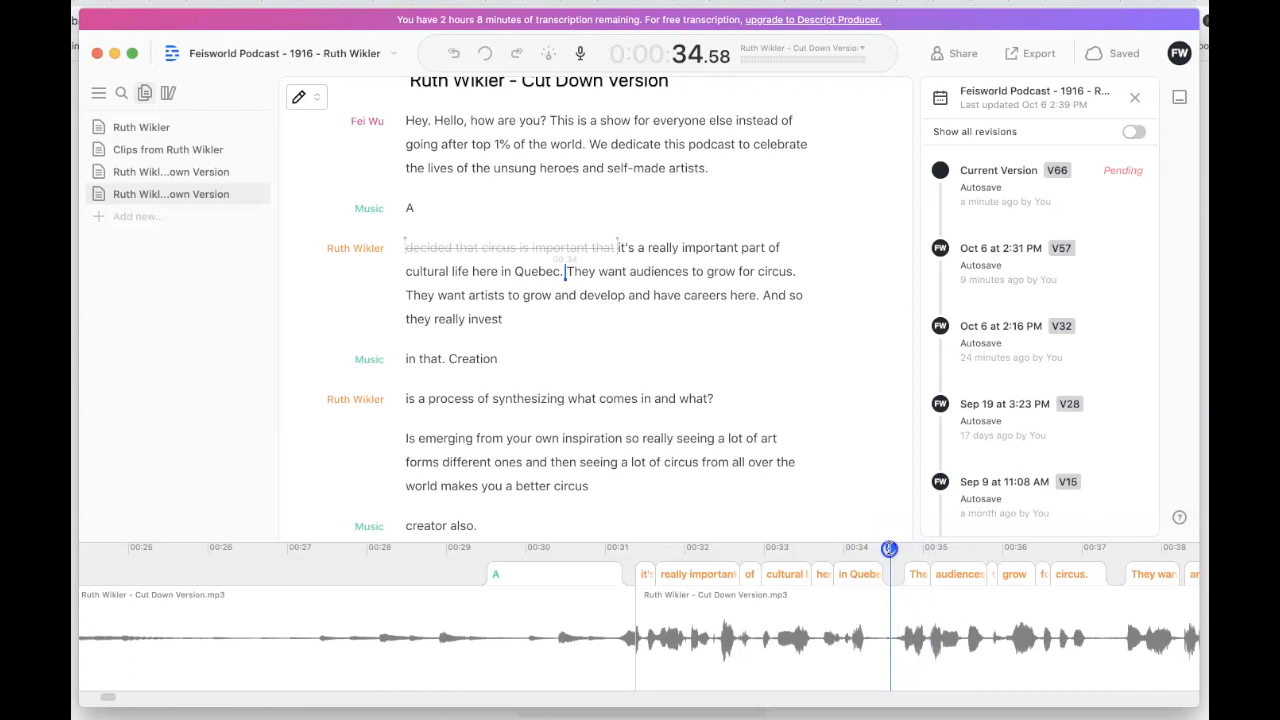 You have 2 hours 8 minutes of transcription remaining. For free transcription, upgrade to Descript Producer.
Feisworld Podcast - 1916 - Ruth Wikler
0:00:34.58
Ruth Wikler - Cut Down Versio
Share
Export
Saved
FW
Ruth Wikler
Clips from Ruth Wikler
Ruth Wikl...own Version
Ruth Wikl...own Version
Add new...
Ruth Wikler - Cut Down Version
Fei Wu
Hey. Hello, how are you? This is a show for everyone else instead of
going after top 1% of the world. We dedicate this podcast to celebrate
the lives of the unsung heroes and self-made artists.
Music
A
Ruth Wikler
decided that circus is important that it's a really important part of
00:34
cultural life here in Quebec. They want audiences to grow for circus.
They want artists to grow and develop and have careers here. And so
they really invest
Music
in that. Creation
Ruth Wikler
is a process of synthesizing what comes in and what?
Is emerging from your own inspiration so really seeing a lot of art
forms different ones and then seeing a lot of circus from all over the
world makes you a better circus
Music
creator also.
Feisworld Podcast - 1916 - R...
Last updated Oct 6 2:39 PM
Show all revisions
Current Version V66 Pending
Autosave
a minute ago by You
FW
Oct 6 at 2:31 PM V57
Autosave
9 minutes ago by You
FW
Oct 6 at 2:16 PM V32
Autosave
24 minutes ago by You
FW
Sep 19 at 3:23 PM V28
Autosave
17 days ago by You
FW
Sep 9 at 11:08 AM V15
Autosave
a month ago by You
00:25 00:26 00:27 00:28 00:29 00:30 00:31 00:32 00:33 00:34 00:35 00:36 00:37 00:38
A it's really important of cultural l her in Quebe The audiences grow fo circus. They wan ar
Ruth Wikler - Cut Down Version.mp3
Ruth Wikler - Cut Down Version.mp3